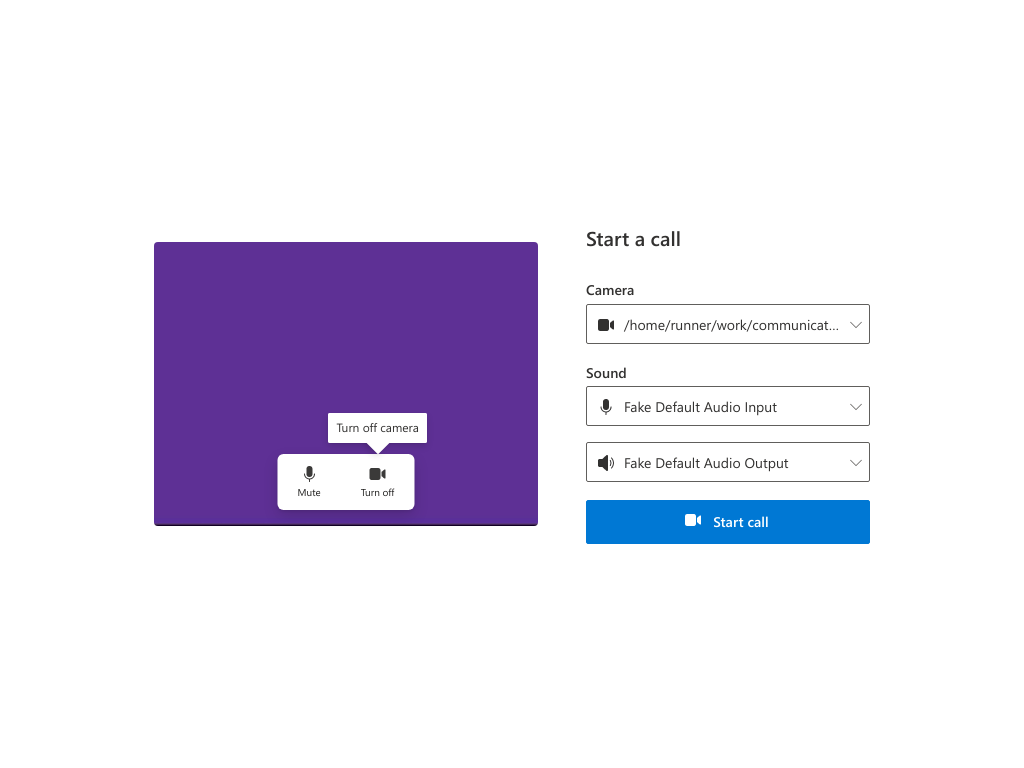 Start a call
Camera
/home/runner/work/communicat...
Sound
Fake Default Audio Input
Fake Default Audio Output
Start call
Turn off camera
Mute
Turn off